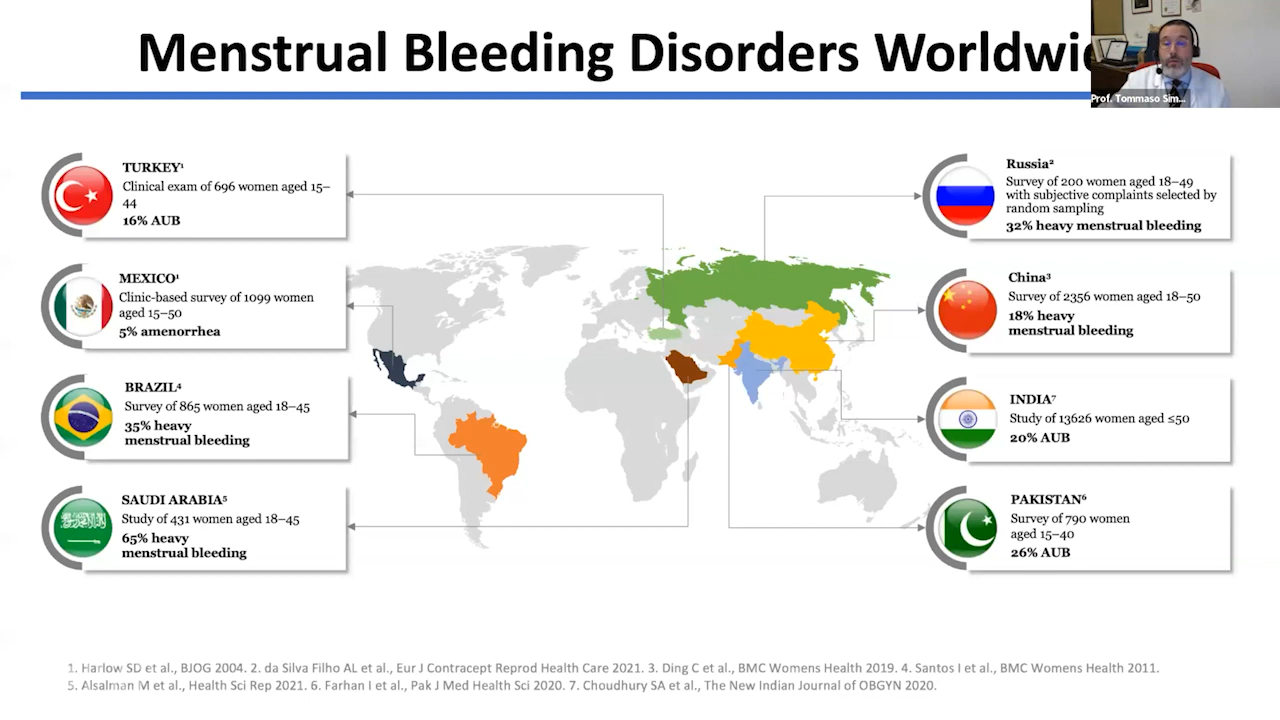 Menstrual Bleeding Disorders Worldwi
Prof. Tommaso Sim...
TURKEY¹
Clinical exam of 696 women aged 15–
44
16% AUB
MEXICO¹
Clinic-based survey of 1099 women
aged 15–50
5% amenorrhea
BRAZIL⁴
Survey of 865 women aged 18–45
35% heavy
menstrual bleeding
SAUDI ARABIA⁵
Study of 431 women aged 18–45
65% heavy
menstrual bleeding
Russia²
Survey of 200 women aged 18–49
with subjective complaints selected by
random sampling
32% heavy menstrual bleeding
China³
Survey of 2356 women aged 18-50
18% heavy
menstrual bleeding
INDIA⁷
Study of 13626 women aged ≤50
20% AUB
PAKISTAN⁶
Survey of 790 women
aged 15–40
26% AUB
1. Harlow SD et al., BJOG 2004. 2. da Silva Filho AL et al., Eur J Contracept Reprod Health Care 2021. 3. Ding C et al., BMC Womens Health 2019. 4. Santos I et al., BMC Womens Health 2011.
5. Alsalman M et al., Health Sci Rep 2021. 6. Farhan I et al., Pak J Med Health Sci 2020. 7. Choudhury SA et al., The New Indian Journal of OBGYN 2020.